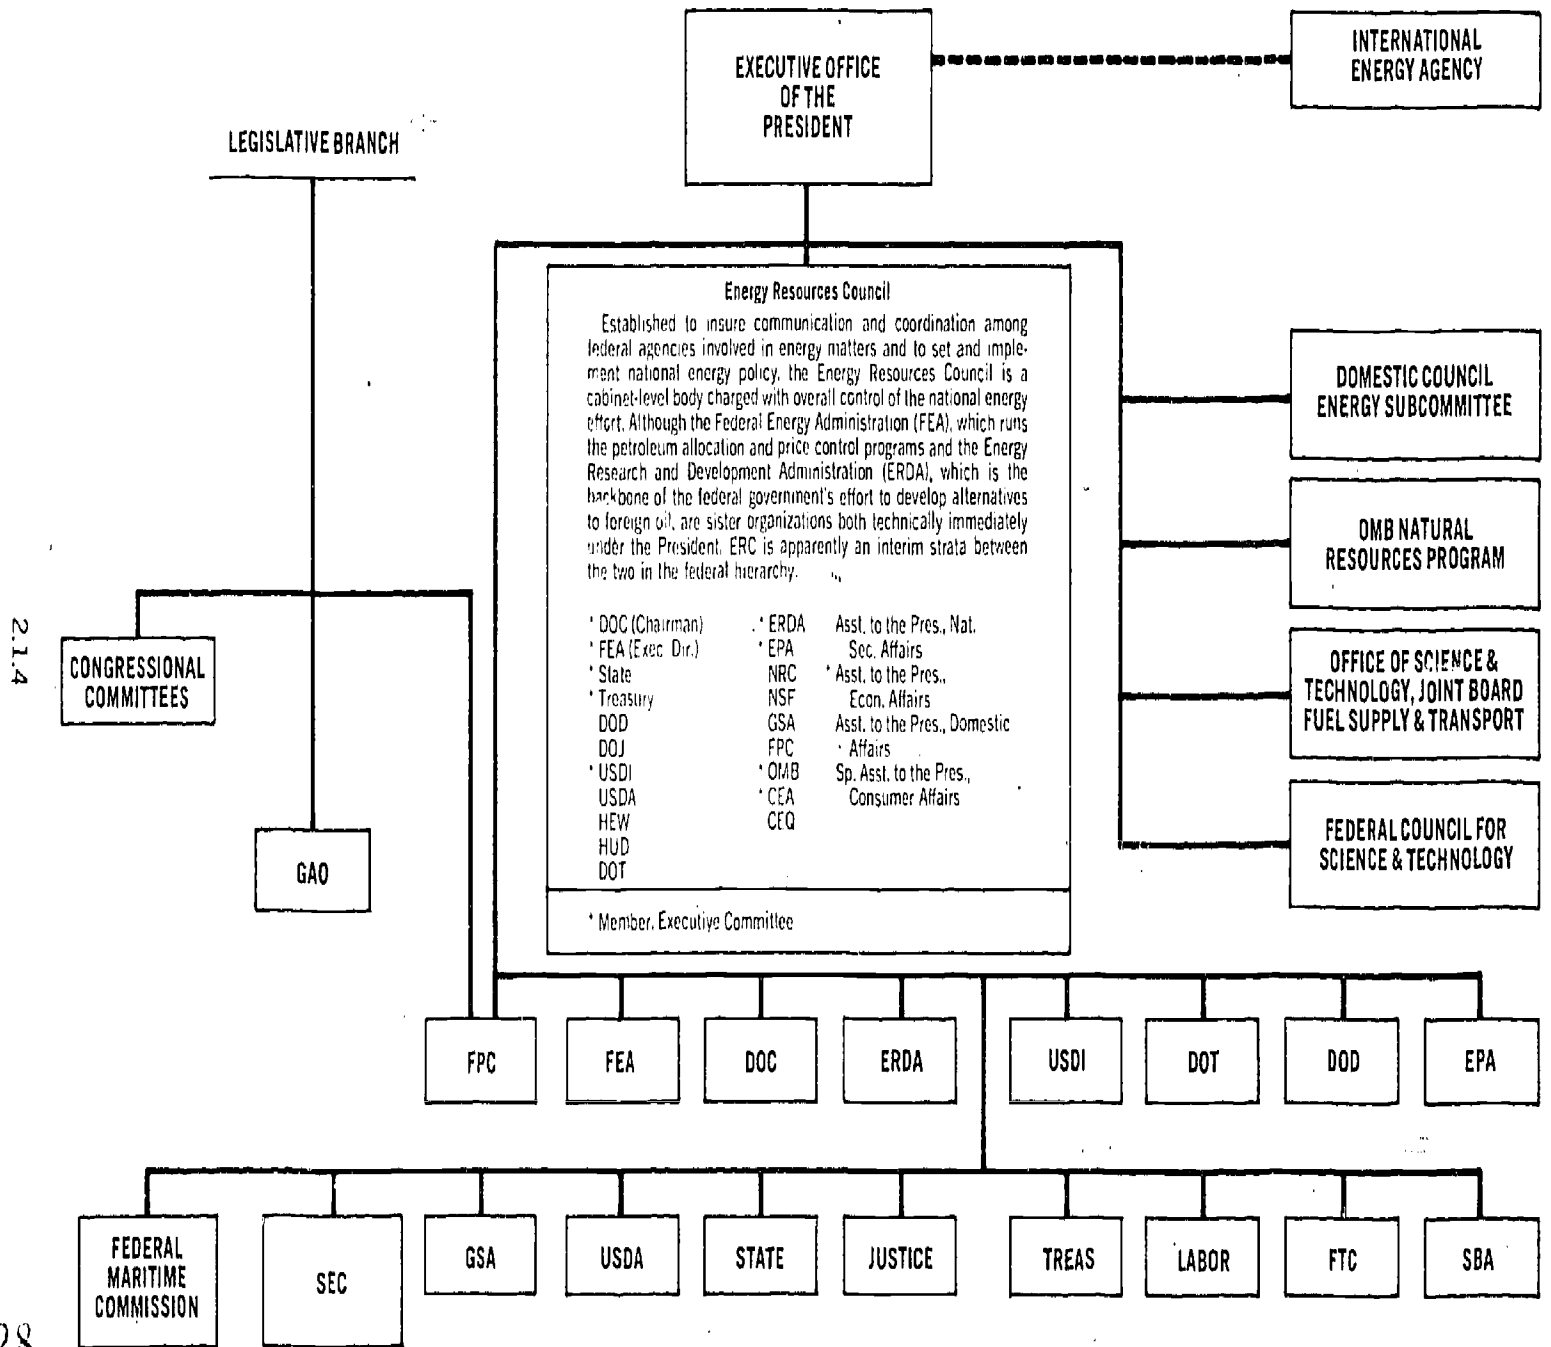 EXECUTIVE OFFICE
OF THE
PRESIDENT
INTERNATIONAL
ENERGY AGENCY
LEGISLATIVE BRANCH
Energy Resources Council
Established to insure communication and coordination among
federal agencies involved in energy matters and to set and imple-
ment national energy policy, the Energy Resources Council is a
cabinet-level body charged with overall control of the national energy
effort. Although the Federal Energy Administration (FEA), which runs
the petroleum allocation and price control programs and the Energy
Research and Development Administration (ERDA), which is the
backbone of the federal government's effort to develop alternatives
to foreign oil, are sister organizations both technically immediately
under the President. ERC is apparently an interim strata between
the two in the federal hierarchy.
* DOC (Chairman)
* FEA (Exec. Dir.)
* State
* Treasury
DOD
DOJ
* USDI
USDA
HEW
HUD
DOT
* ERDA
* EPA
NRC
NSF
GSA
FPC
* OMB
* CEA
CEQ
Asst. to the Pres., Nat.
Sec. Affairs
* Asst. to the Pres.,
Econ. Affairs
Asst. to the Pres., Domestic
Affairs
Sp. Asst. to the Pres.,
Consumer Affairs
* Member, Executive Committee
DOMESTIC COUNCIL
ENERGY SUBCOMMITTEE
OMB NATURAL
RESOURCES PROGRAM
OFFICE OF SCIENCE &
TECHNOLOGY, JOINT BOARD
FUEL SUPPLY & TRANSPORT
FEDERAL COUNCIL FOR
SCIENCE & TECHNOLOGY
CONGRESSIONAL
COMMITTEES
GAO
2.1.4
FPC
FEA
DOC
ERDA
USDI
DOT
DOD
EPA
FEDERAL
MARITIME
COMMISSION
SEC
GSA
USDA
STATE
JUSTICE
TREAS
LABOR
FTC
SBA
28